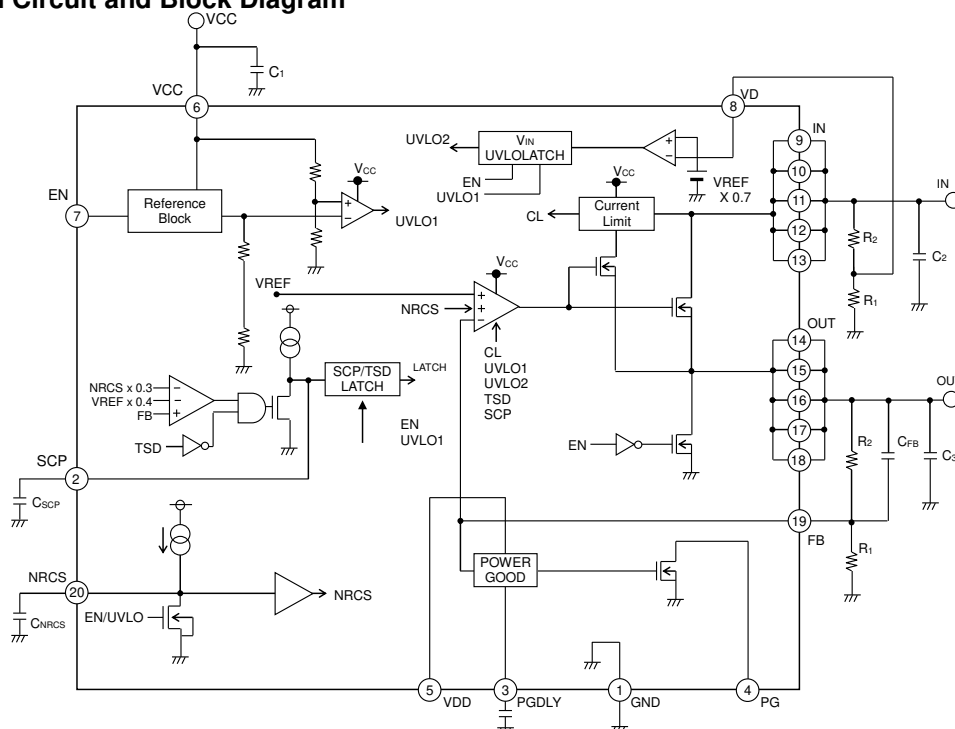 l Circuit and Block Diagram
VCC
C1
VCC
6
8
VD
IN
9
UVLO2
VIN
UVLOLATCH
+
−
EN
UVLO1
VREF
X 0.7
10
11
12
13
IN
R2
C2
R1
EN
7
Reference
Block
VCC
+
−
UVLO1
VCC
CL
Current
Limit
VREF
NRCS
VCC
+
+
−
CL
UVLO1
UVLO2
TSD
SCP
OUT
14
15
16
17
18
OU
R2
CFB
C3
SCP/TSD
LATCH
LATCH
EN
UVLO1
NRCS x 0.3
VREF x 0.4
FB
−
−
+
TSD
EN
SCP
2
CSCP
19
FB
R1
NRCS
20
CNRCS
EN/UVLO
NRCS
POWER
GOOD
5
VDD
3
PGDLY
1
GND
4
PG